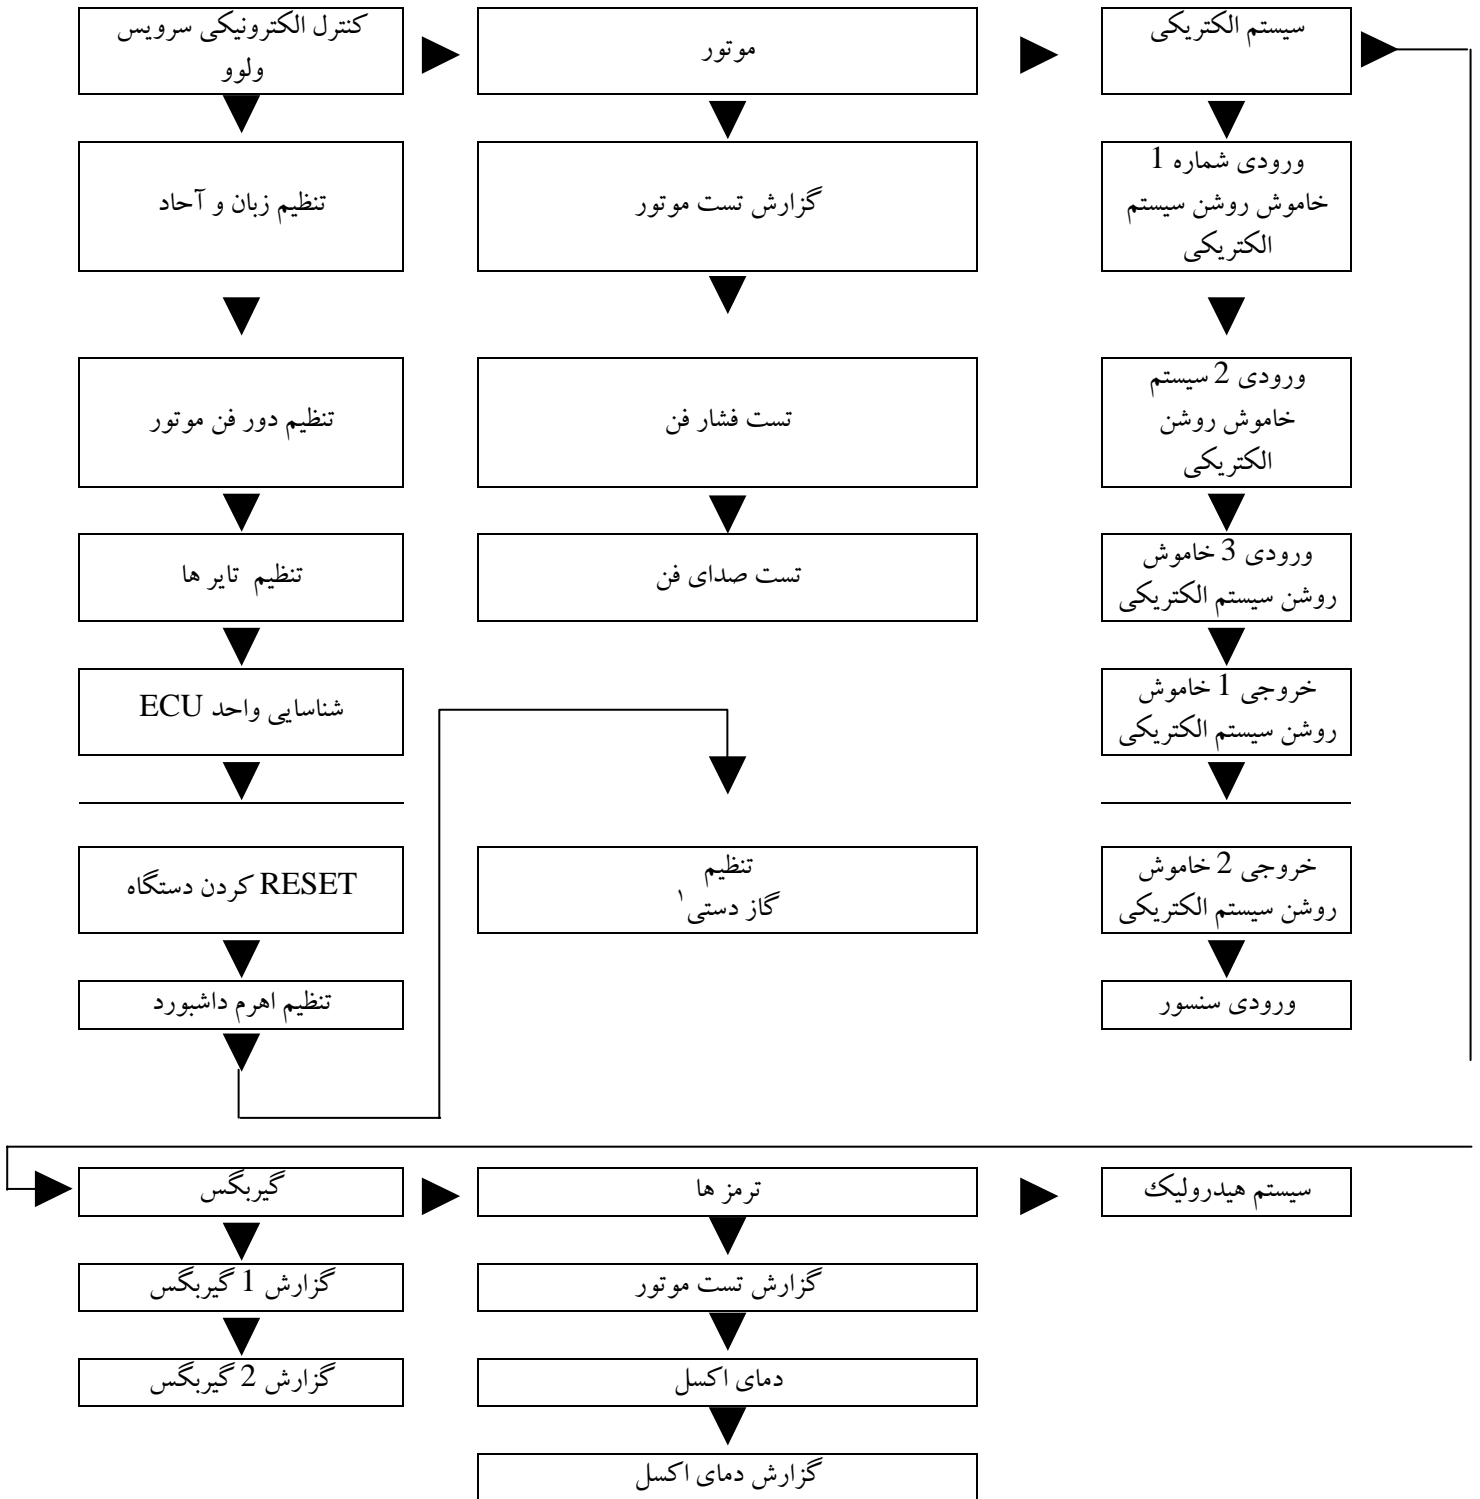 کنترل الکترونیکی سرویس
ولوو
موتور
سیستم الکتریکی
تنظیم زبان و آحاد
گزارش تست موتور
ورودی شماره 1
خاموش روشن سیستم
الکتریکی
تنظیم دور فن موتور
تست فشار فن
ورودی 2 سیستم
خاموش روشن
الکتریکی
تنظیم تایر ها
تست صدای فن
ورودی 3 خاموش
روشن سیستم الکتریکی
شناسایی واحد ECU
خروجی 1 خاموش
روشن سیستم الکتریکی
RESET کردن دستگاه
تنظیم
گاز دستی۱
خروجی 2 خاموش
روشن سیستم الکتریکی
تنظیم اهرم داشبورد
ورودی سنسور
گیربگس
ترمز ها
سیستم هیدرولیک
گزارش 1 گیربگس
گزارش تست موتور
گزارش 2 گیربگس
دمای اکسل
گزارش دمای اکسل